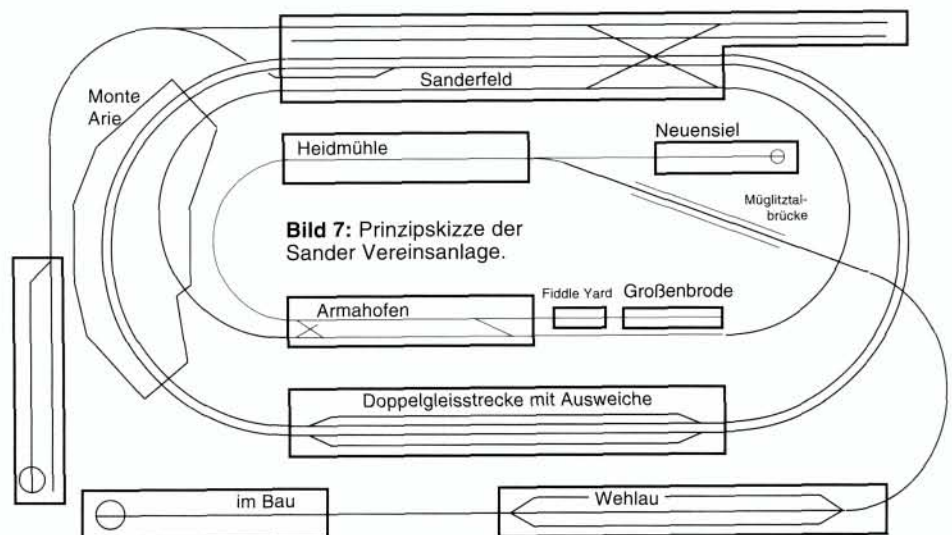 Sanderfeld
Monte
Arie
Heidmühle
Neuensiel
Müglitztal-
brücke
Bild 7: Prinzipskizze der
Sander Vereinsanlage.
Armahofen
Fiddle Yard
Großenbrode
Doppelgleisstrecke mit Ausweiche
im Bau
Wehlau